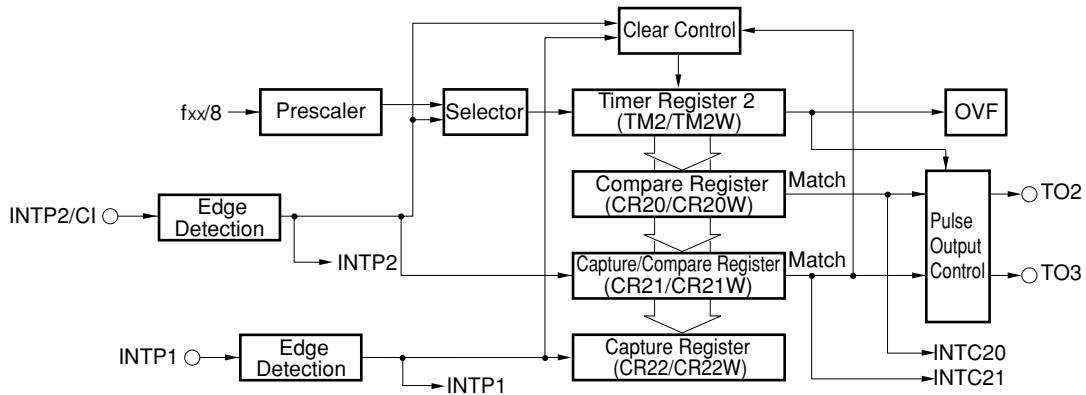 Clear Control
fxx/8
Prescaler
Selector
Timer Register 2
(TM2/TM2W)
OVF
INTP2/CI
Edge
Detection
INTP2
Compare Register
(CR20/CR20W)
Match
Capture/Compare Register
(CR21/CR21W)
Match
Pulse
Output
Control
TO2
TO3
INTP1
Edge
Detection
INTP1
Capture Register
(CR22/CR22W)
INTC20
INTC21